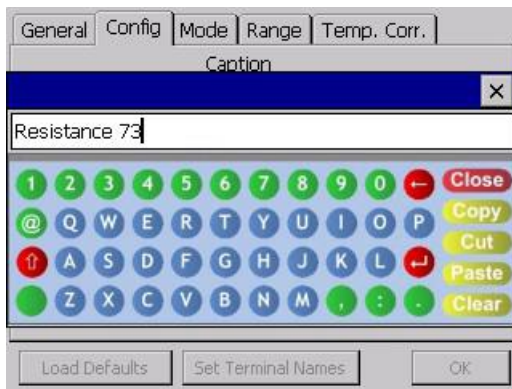 General Config Mode Range Temp. Corr.
Caption
×
Resistance 73
1 2 3 4 5 6 7 8 9 0 ← Close
@ Q W E R T Y U I O P Copy
Cut
⇧ A S D F G H J K L ↵ Paste
Z X C V B N M , : . Clear
Load Defaults Set Terminal Names OK